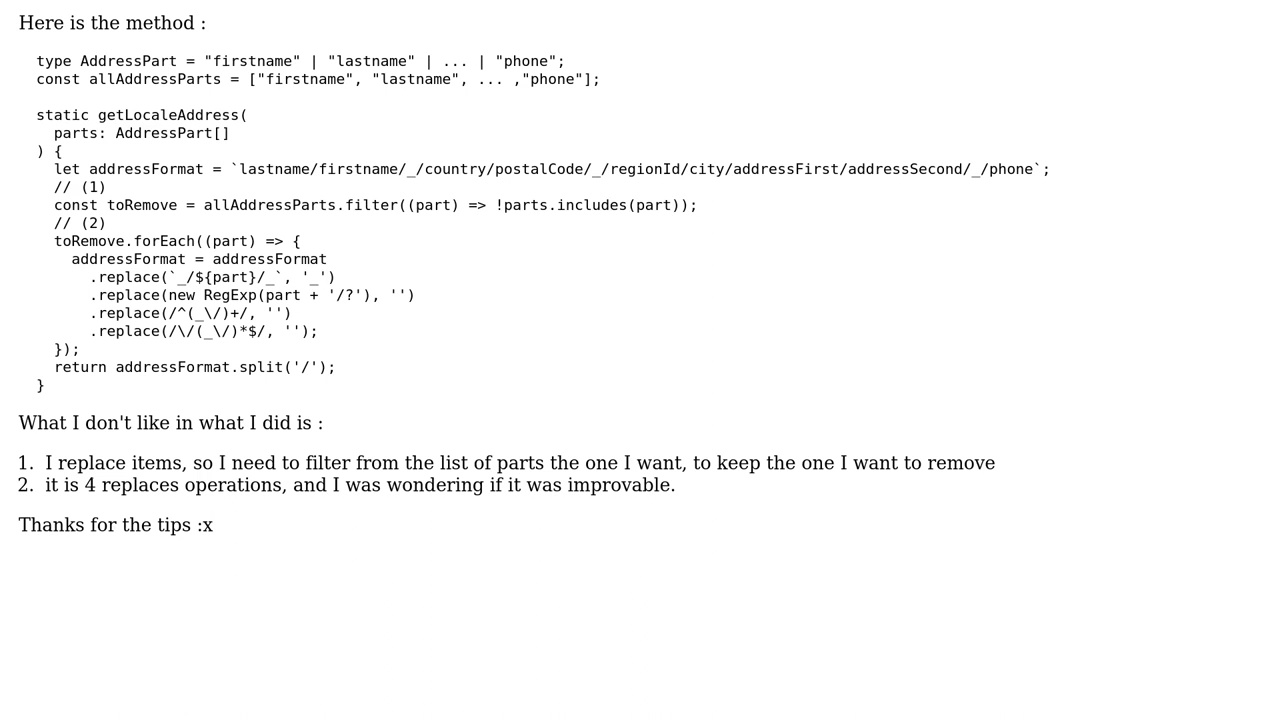 Here is the method :
type AddressPart = "firstname" | "lastname" | ... | "phone";
const allAddressParts = ["firstname", "lastname", ... ,"phone"];
static getLocaleAddress(
parts: AddressPart[]
) {
let addressFormat = `lastname/firstname/_/country/postalCode/_/regionId/city/addressFirst/addressSecond/_/phone`;
// (1)
const toRemove = allAddressParts.filter((part) => !parts.includes(part));
// (2)
toRemove.forEach((part) => {
addressFormat = addressFormat
.replace(`_/${part}/_`, '_')
.replace(new RegExp(part + '/?'), '')
.replace(/^(_\/)+/, '')
.replace(/\/(_\/)*$/, '');
});
return addressFormat.split('/');
}
What I don't like in what I did is :
1. I replace items, so I need to filter from the list of parts the one I want, to keep the one I want to remove
2. it is 4 replaces operations, and I was wondering if it was improvable.
Thanks for the tips :x